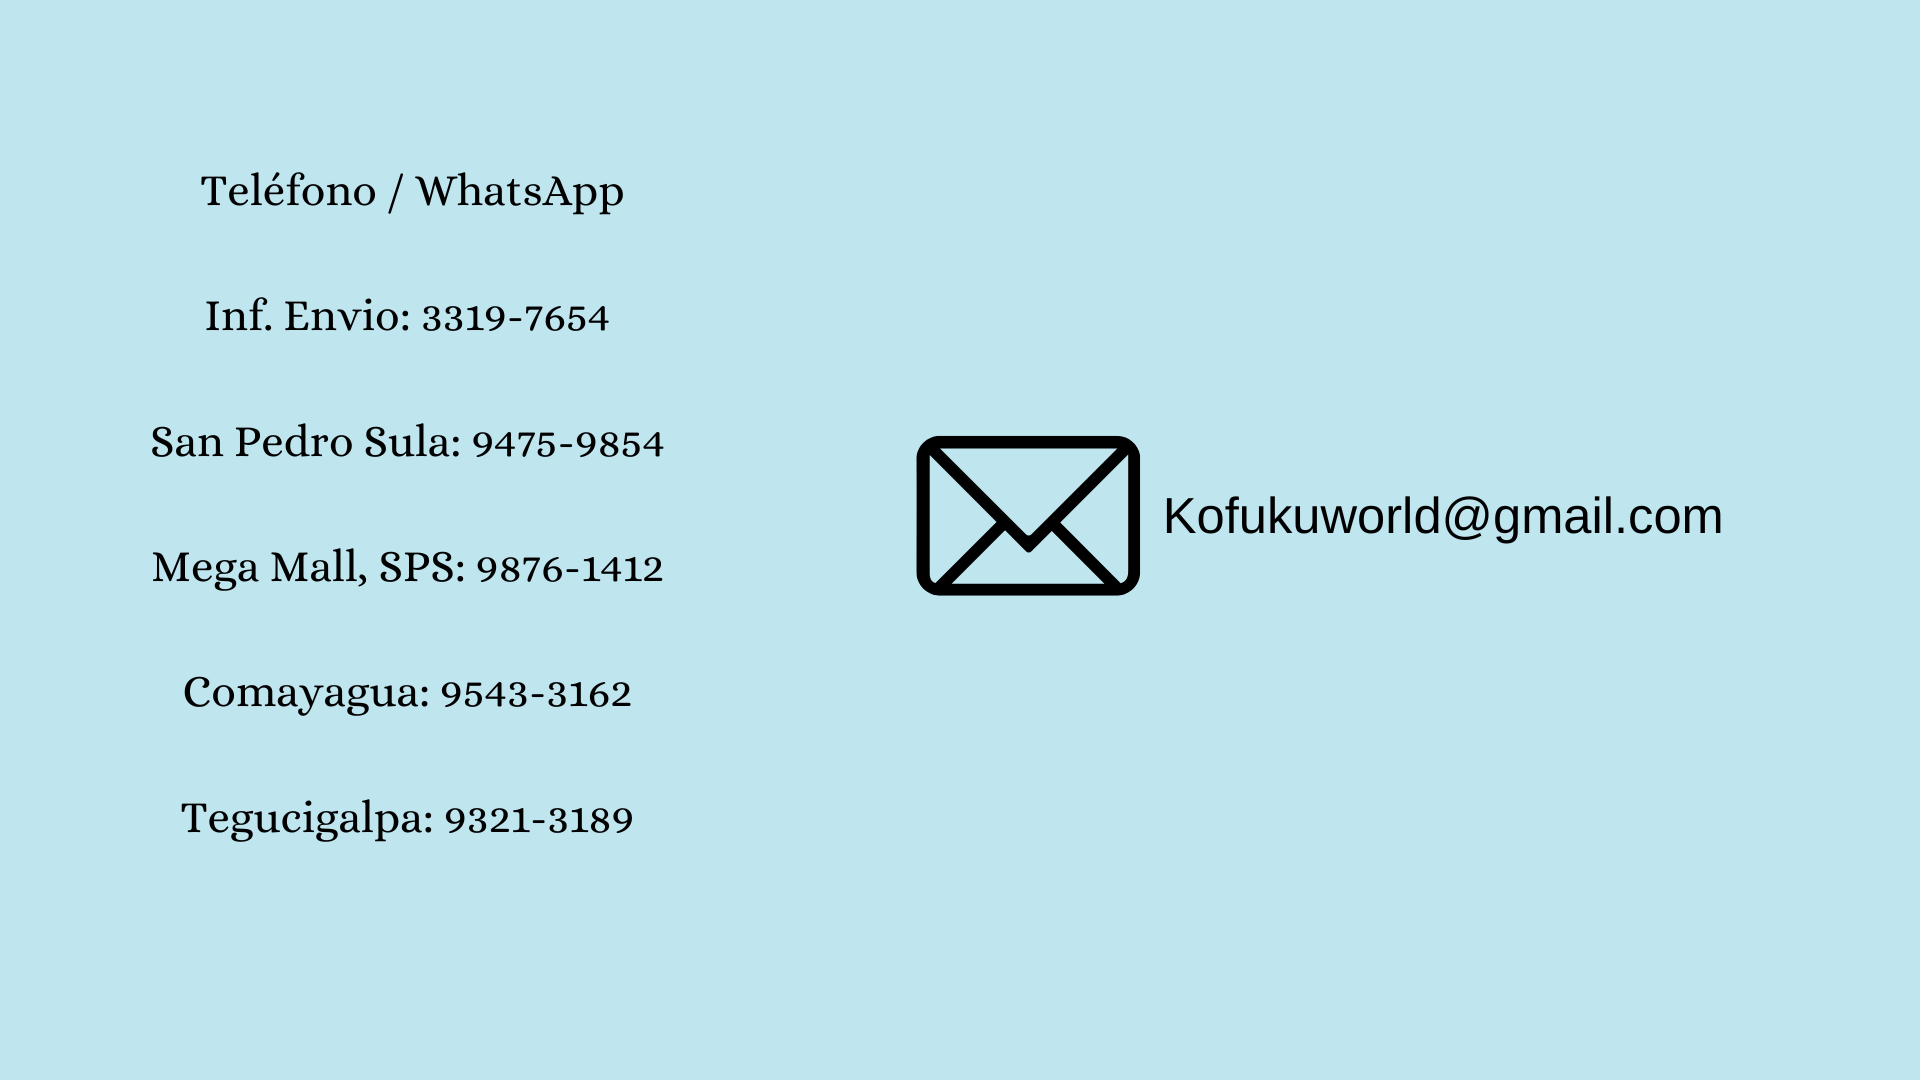 Teléfono / WhatsApp
Inf. Envio: 3319-7654
San Pedro Sula: 9475-9854
Mega Mall, SPS: 9876-1412
Comayagua: 9543-3162
Tegucigalpa: 9321-3189
Kofukuworld@gmail.com